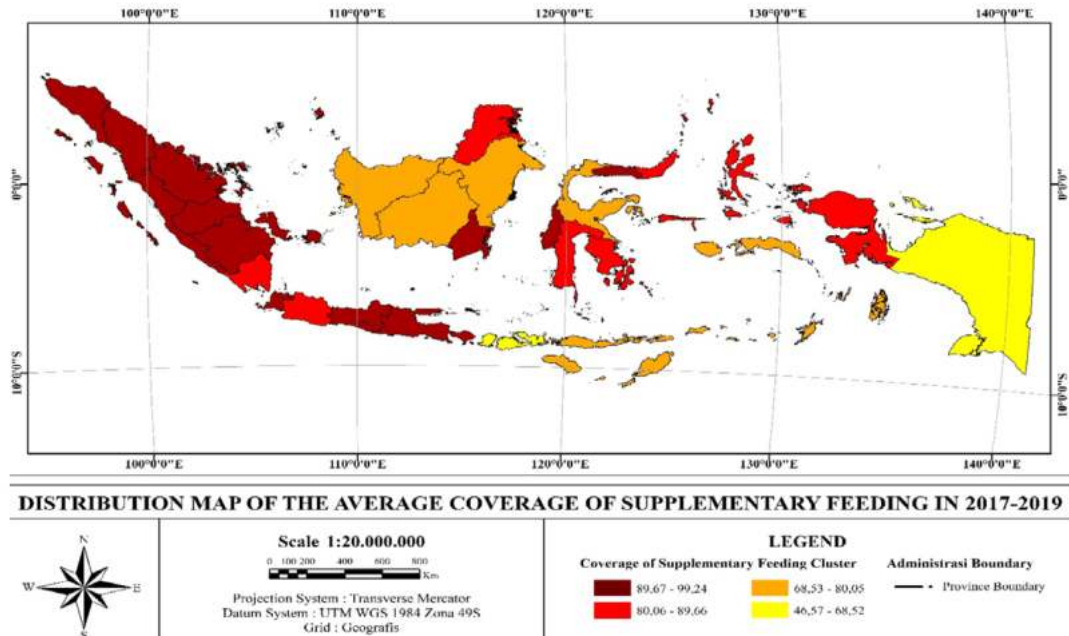 100°0'0"E 110°0'0"E 120°0'0"E 130°0'0"E 140°0'0"E
0°0'0" 0°0'0"
10°0'0"S 10°0'0"S
100°0'0"E 110°0'0"E 120°0'0"E 130°0'0"E 140°0'0"E
DISTRIBUTION MAP OF THE AVERAGE COVERAGE OF SUPPLEMENTARY FEEDING IN 2017-2019
N
W E
S
Scale 1:20.000.000
0 100 200 400 600 800
Km
Projection System : Transverse Mercator
Datum System : UTM WGS 1984 Zona 49S
Grid : Geografis
LEGEND
Coverage of Supplementary Feeding Cluster
89,67 - 99,24
80,06 - 89,66
68,53 - 80,05
46,57 - 68,52
Administrasi Boundary
Province Boundary